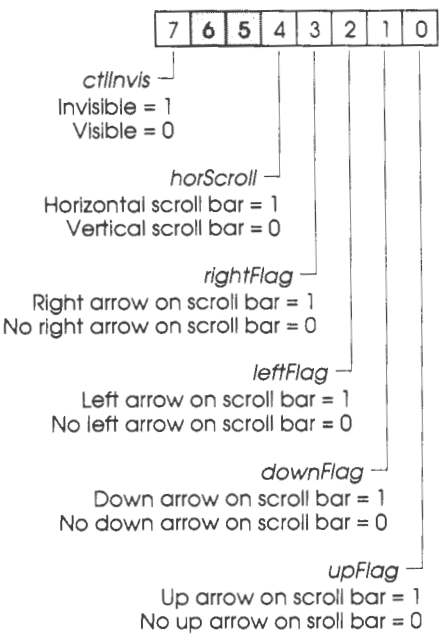 7 6 5 4 3 2 1 0
ctlInvis
Invisible = 1
Visible = 0
horScroll
Horizontal scroll bar = 1
Vertical scroll bar = 0
rightFlag
Right arrow on scroll bar = 1
No right arrow on scroll bar = 0
leftFlag
Left arrow on scroll bar = 1
No left arrow on scroll bar = 0
downFlag
Down arrow on scroll bar = 1
No down arrow on scroll bar = 0
upFlag
Up arrow on scroll bar = 1
No up arrow on sroll bar = 0